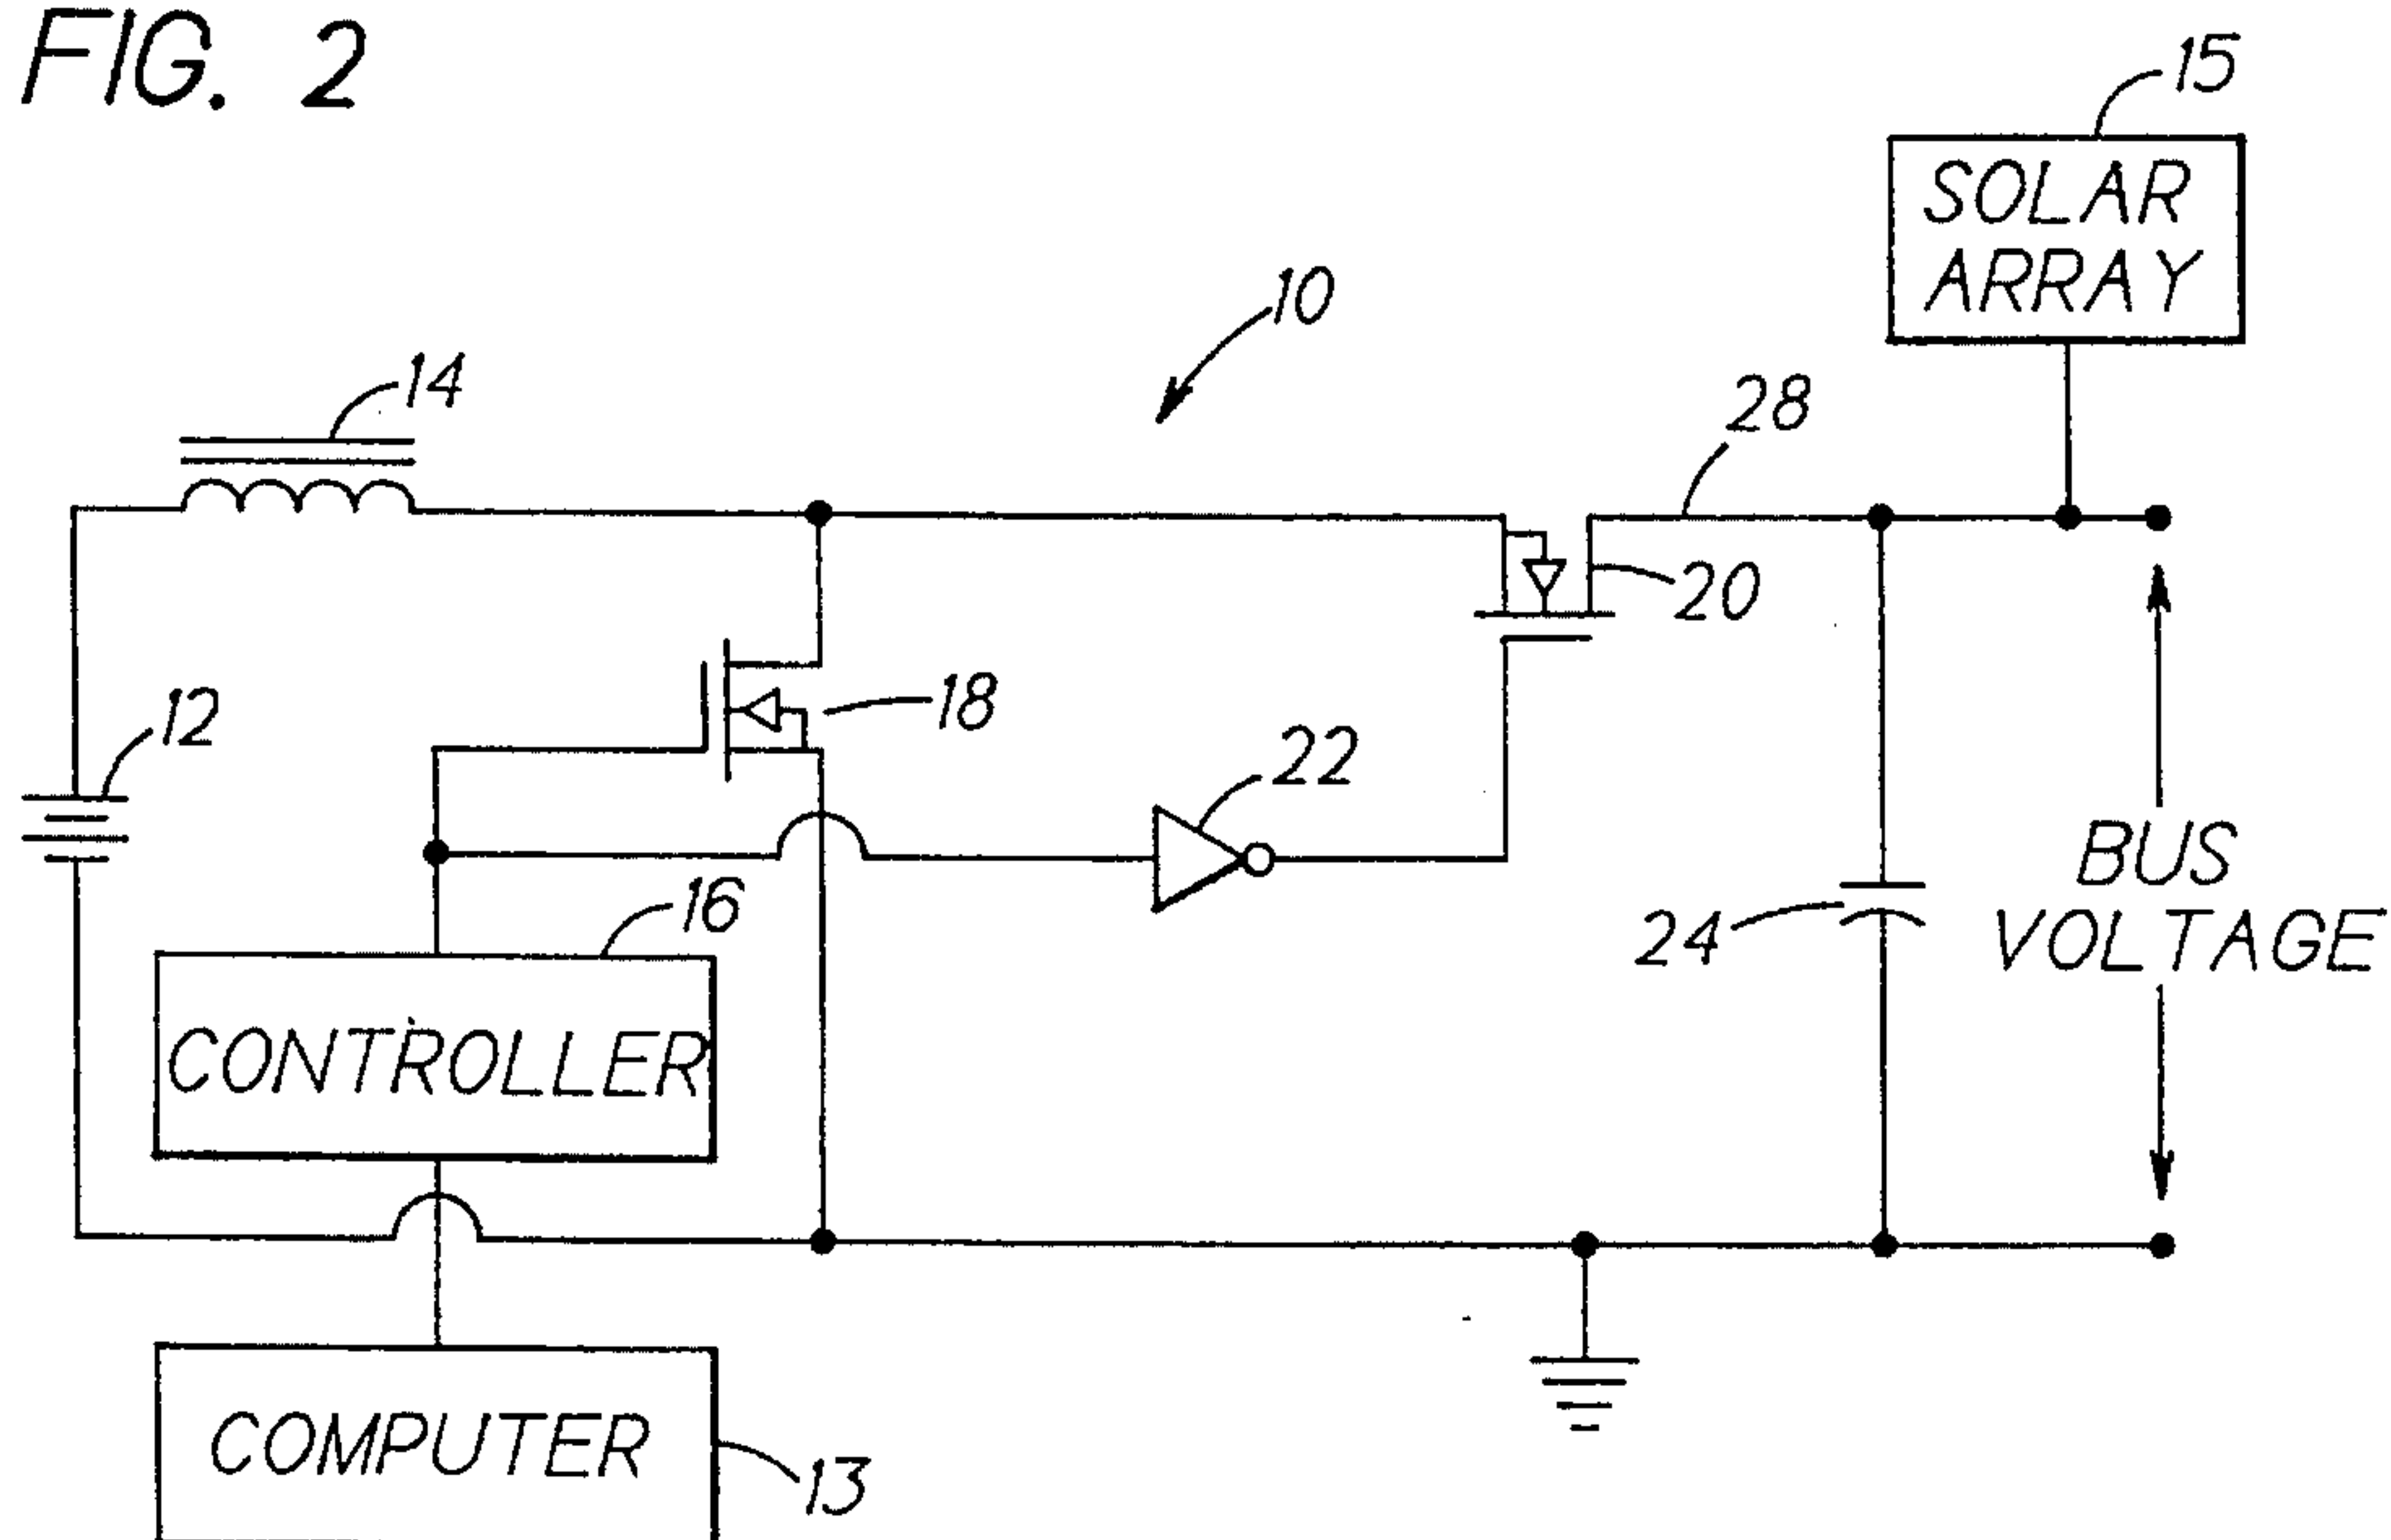 FIG. 2
15
SOLAR
ARRAY
10
14
28
20
12
18
22
BUS
VOLTAGE
24
16
CONTROLLER
COMPUTER
13